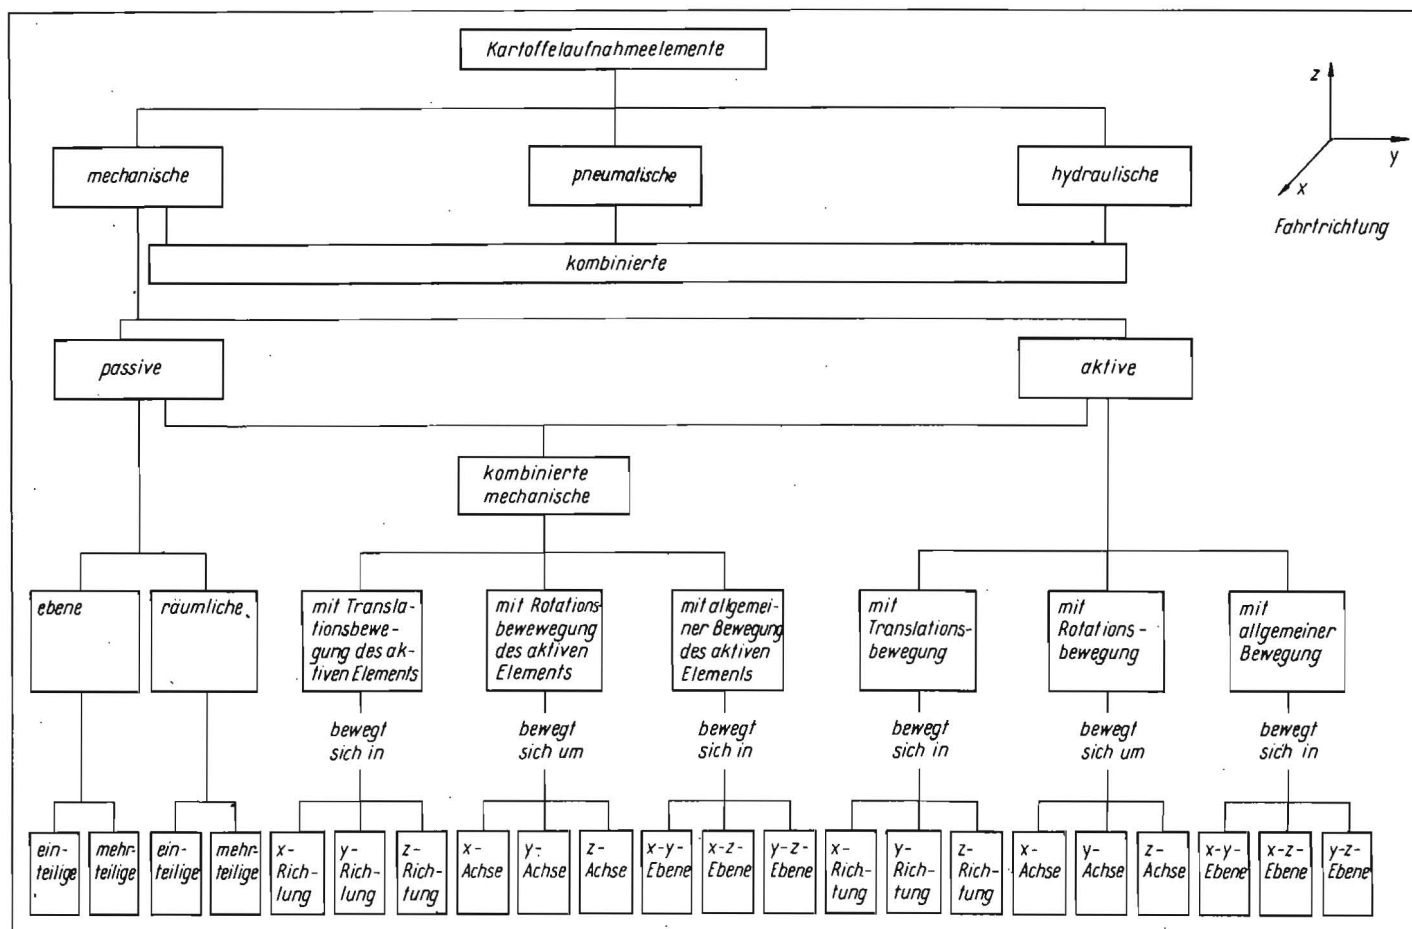 Kartoffelaufnahmeelemente
z
y
x
Fahrtrichtung
mechanische
pneumatische
hydraulische
kombinierte
passive
aktive
kombinierte
mechanische
ebene
räumliche
mit Transla-
tionsbewe-
gung des ak-
tiven Elements
mit Rotations
bewewegung
des aktiven
Elements
mit allgemei-
ner Bewegung
des aktiven
Elements
mit
Translations-
bewegung
mit
Rotations-
bewegung
mit
allgemeiner
Bewegung
bewegt
sich in
bewegt
sich um
bewegt
sich in
bewegt
sich in
bewegt
sich um
bewegt
sich in
ein-
teilige
mehr-
teilige
ein-
teilige
mehr-
teilige
x-
Rich-
lung
y-
Rich-
lung
z-
Rich-
tung
x-
Achse
y-
Achse
z-
Achse
x-y-
Ebene
x-z-
Ebene
y-z-
Ebene
x-
Rich-
tung
y-
Rich-
tung
z-
Rich-
tung
x-
Achse
y-
Achse
z-
Achse
x-y-
Ebene
x-z-
Ebene
y-z-
Ebene